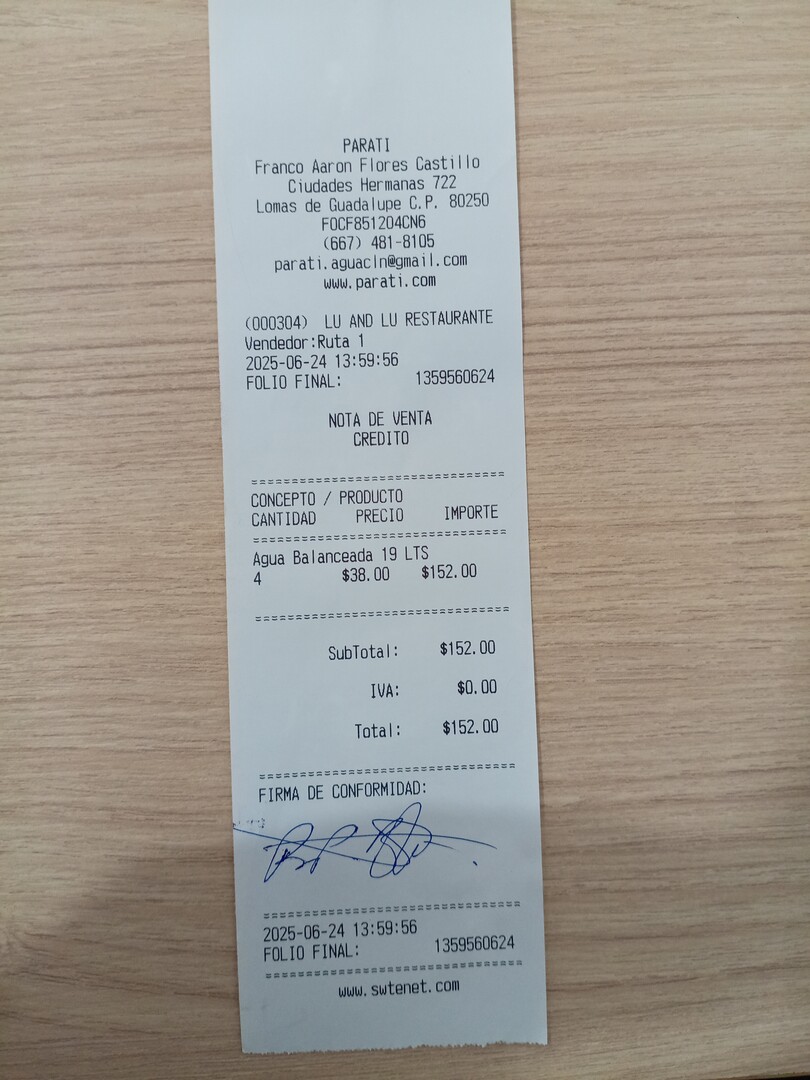 PARATI
Franco Aaron Flores Castillo
Ciudades Hermanas 722
Lomas de Guadalupe C.P. 80250
FOCF851204CN6
(667) 481-8105
parati.aguacln@gmail.com
www.parati.com
(000304) LU AND LU RESTAURANTE
Vendedor:Ruta 1
2025-06-24 13:59:56
FOLIO FINAL: 1359560624
NOTA DE VENTA
CREDITO
================================
CONCEPTO / PRODUCTO
CANTIDAD PRECIO IMPORTE
================================
Agua Balanceada 19 LTS
4 $38.00 $152.00
================================
SubTotal: $152.00
IVA: $0.00
Total: $152.00
================================
FIRMA DE CONFORMIDAD:
================================
2025-06-24 13:59:56
FOLIO FINAL: 1359560624
================================
www.swtenet.com